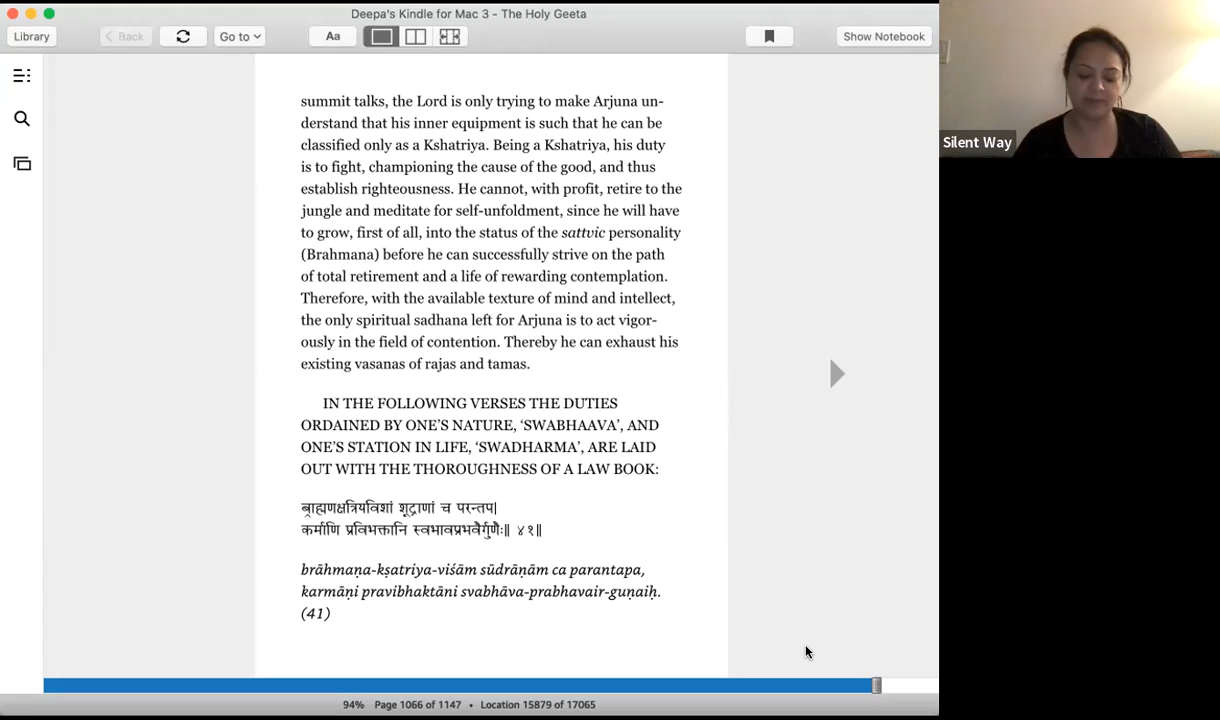 Deepa's Kindle for Mac 3 - The Holy Geeta
Library
Back
Go to
Aa
Show Notebook
summit talks, the Lord is only trying to make Arjuna un-
derstand that his inner equipment is such that he can be
classified only as a Kshatriya. Being a Kshatriya, his duty
is to fight, championing the cause of the good, and thus
establish righteousness. He cannot, with profit, retire to the
jungle and meditate for self-unfoldment, since he will have
to grow, first of all, into the status of the sattvic personality
(Brahmana) before he can successfully strive on the path
of total retirement and a life of rewarding contemplation.
Therefore, with the available texture of mind and intellect,
the only spiritual sadhana left for Arjuna is to act vigor-
ously in the field of contention. Thereby he can exhaust his
existing vasanas of rajas and tamas.
IN THE FOLLOWING VERSES THE DUTIES
ORDAINED BY ONE'S NATURE, ‘SWABHAAVA’, AND
ONE'S STATION IN LIFE, ‘SWADHARMA’, ARE LAID
OUT WITH THE THOROUGHNESS OF A LAW BOOK:
ब्राह्मणक्षत्रियविशां शूद्राणां च परन्तप|
कर्माणि प्रविभक्तानि स्वभावप्रभवैर्गुणैः|| ४१||
brāhmaṇa-kṣatriya-viśām sūdrāṇām ca parantapa,
karmāṇi pravibhaktāni svabhāva-prabhavair-guṇaiḥ.
(41)
94% Page 1066 of 1147 • Location 15879 of 17065
Silent Way